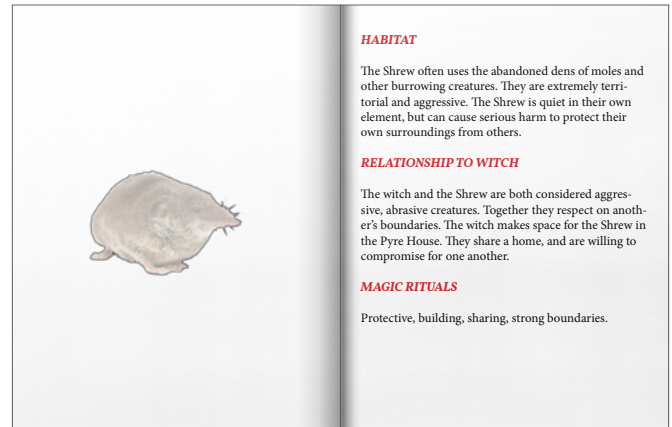 HABITAT
The Shrew often uses the abandoned dens of moles and
other burrowing creatures. They are extremely terri-
torial and aggressive. The Shrew is quiet in their own
element, but can cause serious harm to protect their
own surroundings from others.
RELATIONSHIP TO WITCH
The witch and the Shrew are both considered aggres-
sive, abrasive creatures. Together they respect on anoth-
er's boundaries. The witch makes space for the Shrew in
the Pyre House. They share a home, and are willing to
compromise for one another.
MAGIC RITUALS
Protective, building, sharing, strong boundaries.